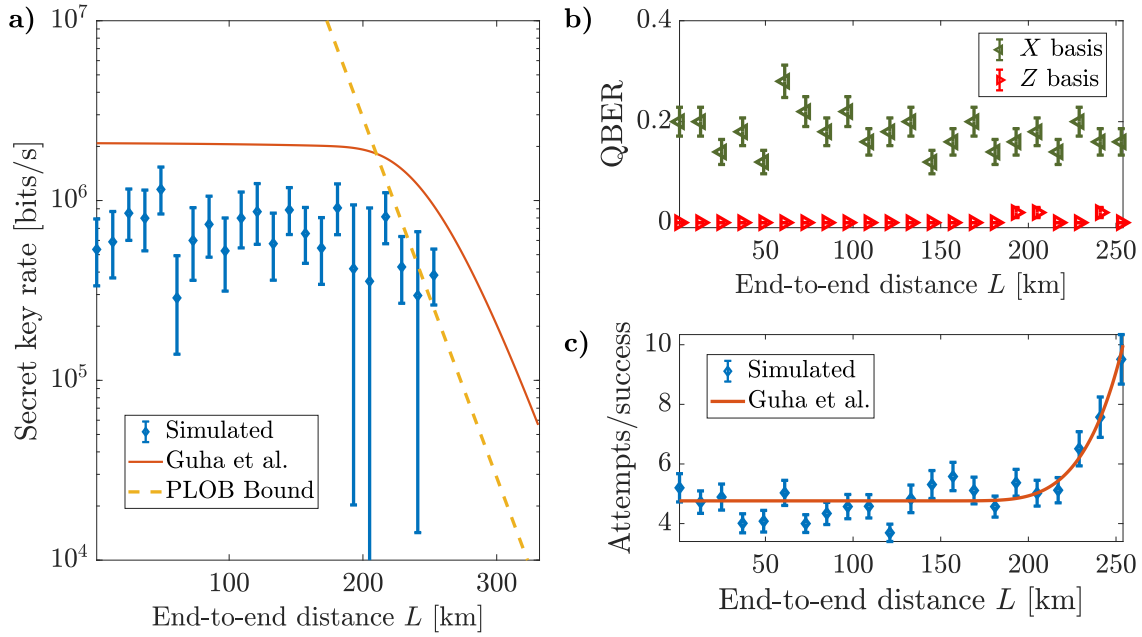 a)
10^7
10^6
10^5
10^4
Secret key rate [bits/s]
Simulated
Guha et al.
PLOB Bound
100
200
300
End-to-end distance L [km]
b)
0.4
0.2
0
QBER
X basis
Z basis
50
100
150
200
250
End-to-end distance L [km]
c)
10
8
6
4
Attempts/success
Simulated
Guha et al.
50
100
150
200
250
End-to-end distance L [km]